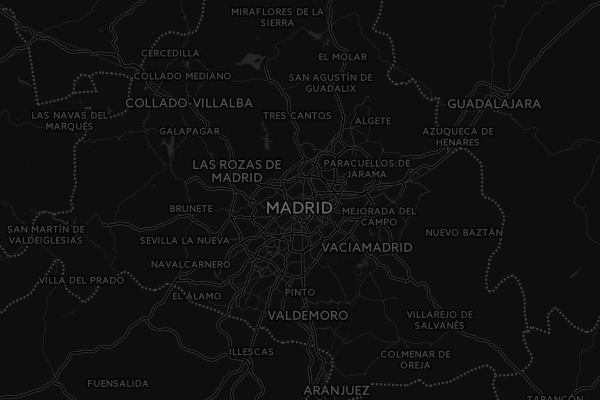 MIRAFLORES DE LA
SIERRA
CERCEDILLA
EL MOLAR
COLLADO MEDIANO
SAN AGUSTÍN DE
GUADALIX
COLLADO-VILLALBA
GUADALAJARA
LAS NAVAS DEL
MARQUÉS
TRES CANTOS
ALGETE
GALAPAGAR
AZUQUECA DE
HENARES
LAS ROZAS DE
MADRID
PARACUELLOS DE
JARAMA
BRUNETE
MADRID
MEJORADA DEL
CAMPO
SAN MARTÍN DE
VALDEIGLESIAS
SEVILLA LA NUEVA
VACIAMADRID
NUEVO BAZTÁN
NAVALCARNERO
VILLA DEL PRADO
EL ÁLAMO
PINTO
VALDEMORO
VILLAREJO DE
SALVANÉS
ILLESCAS
COLMENAR DE
OREJA
FUENSALIDA
ARANJUEZ
TARANCÓN